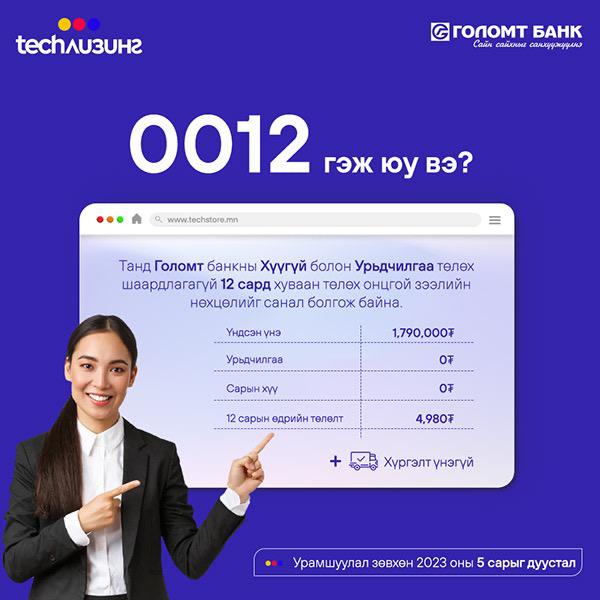 techлизинг
ГОЛОМТ БАНК
Сайн сайхныг санхүүжүүлнэ
0012 гэж юу вэ?
www.techstore.mn
Танд Голомт банкны Хүүгүй болон Урьдчилгаа төлөх
шаардлагагүй 12 сард хуваан төлөх онцгой зээлийн
нөхцөлийг санал болгож байна.
Үндсэн үнэ 1,790,000₮
Урьдчилгаа 0₮
Сарын хүү 0₮
12 сарын өдрийн төлөлт 4,980₮
+ Хүргэлт үнэгүй
Урамшуулал зөвхөн 2023 оны 5 сарыг дуустал